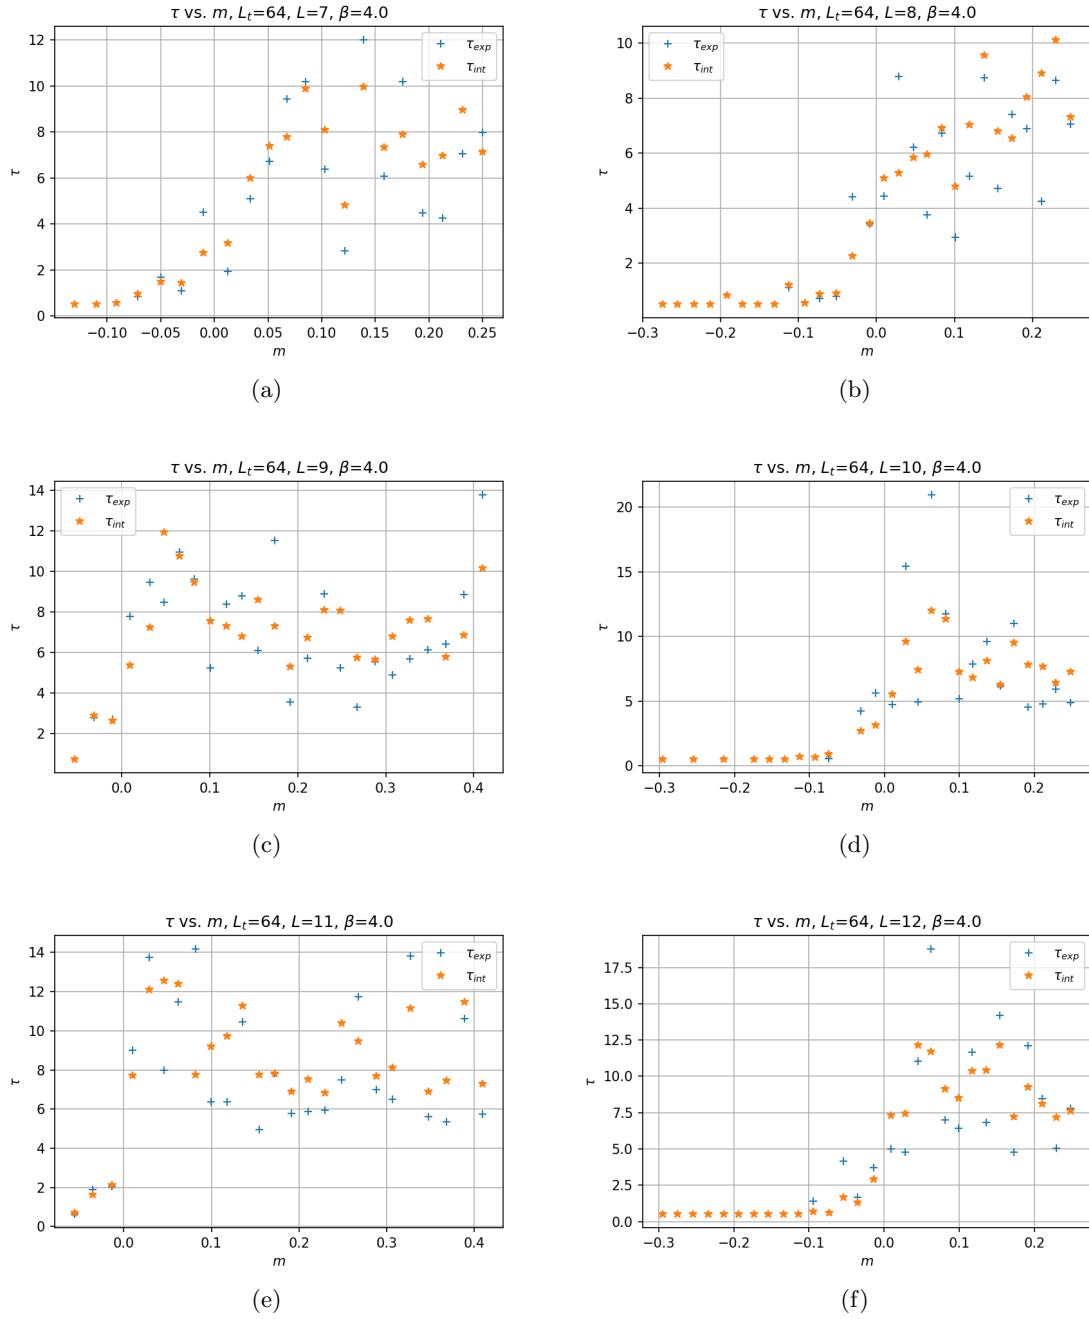 τ vs. m, L_t=64, L=7, β=4.0
τ_exp
τ_int
τ
12
10
8
6
4
2
0
−0.10 −0.05 0.00 0.05 0.10 0.15 0.20 0.25
m
(a)
τ vs. m, L_t=64, L=8, β=4.0
τ_exp
τ_int
τ
10
8
6
4
2
−0.3 −0.2 −0.1 0.0 0.1 0.2
m
(b)
τ vs. m, L_t=64, L=9, β=4.0
τ_exp
τ_int
τ
14
12
10
8
6
4
2
0.0 0.1 0.2 0.3 0.4
m
(c)
τ vs. m, L_t=64, L=10, β=4.0
τ_exp
τ_int
τ
20
15
10
5
0
−0.3 −0.2 −0.1 0.0 0.1 0.2
m
(d)
τ vs. m, L_t=64, L=11, β=4.0
τ_exp
τ_int
τ
14
12
10
8
6
4
2
0
0.0 0.1 0.2 0.3 0.4
m
(e)
τ vs. m, L_t=64, L=12, β=4.0
τ_exp
τ_int
τ
17.5
15.0
12.5
10.0
7.5
5.0
2.5
0.0
−0.3 −0.2 −0.1 0.0 0.1 0.2
m
(f)